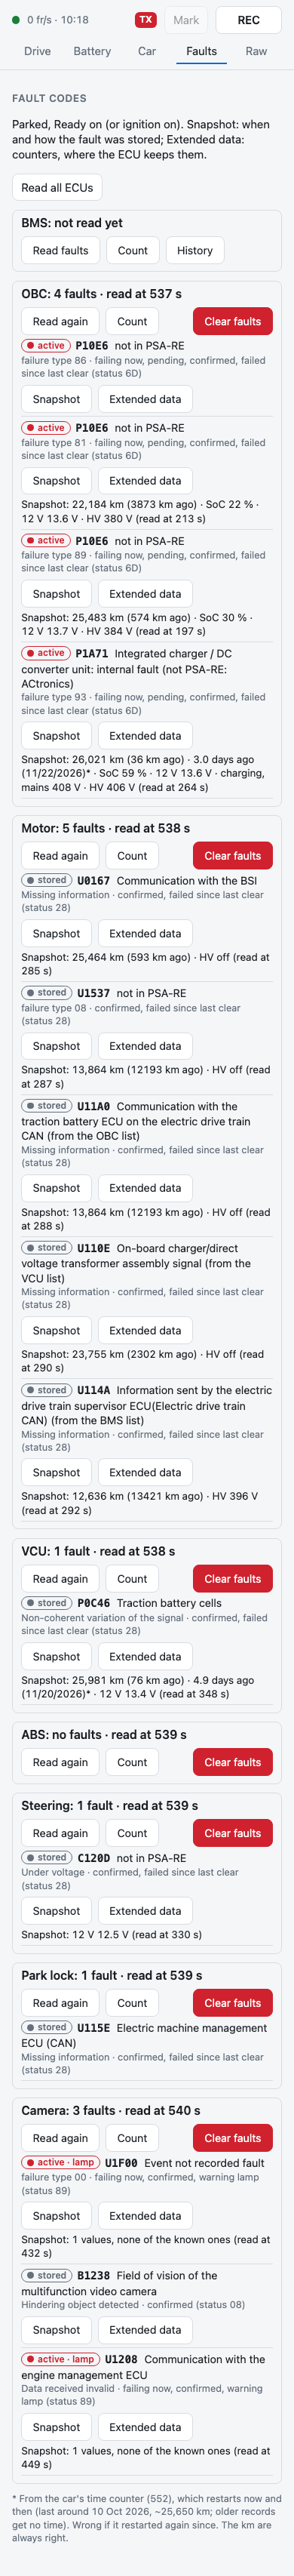 0 fr/s · 10:18 TX Mark REC
Drive Battery Car Faults Raw
FAULT CODES
Parked, Ready on (or ignition on). Snapshot: when
and how the fault was stored; Extended data:
counters, where the ECU keeps them.
Read all ECUs
BMS: not read yet
Read faults Count History
OBC: 4 faults · read at 537 s
Read again Count Clear faults
active P10E6 not in PSA-RE
failure type 86 · failing now, pending, confirmed, failed
since last clear (status 6D)
Snapshot Extended data
active P10E6 not in PSA-RE
failure type 81 · failing now, pending, confirmed, failed
since last clear (status 6D)
Snapshot Extended data
Snapshot: 22,184 km (3873 km ago) · SoC 22 % ·
12 V 13.6 V · HV 380 V (read at 213 s)
active P10E6 not in PSA-RE
failure type 89 · failing now, pending, confirmed, failed
since last clear (status 6D)
Snapshot Extended data
Snapshot: 25,483 km (574 km ago) · SoC 30 % ·
12 V 13.7 V · HV 384 V (read at 197 s)
active P1A71 Integrated charger / DC
converter unit: internal fault (not PSA-RE:
ACtronics)
failure type 93 · failing now, pending, confirmed, failed
since last clear (status 6D)
Snapshot Extended data
Snapshot: 26,021 km (36 km ago) · 3.0 days ago
(11/22/2026)* · SoC 59 % · 12 V 13.6 V · charging,
mains 408 V · HV 406 V (read at 264 s)
Motor: 5 faults · read at 538 s
Read again Count Clear faults
stored U0167 Communication with the BSI
Missing information · confirmed, failed since last clear
(status 28)
Snapshot Extended data
Snapshot: 25,464 km (593 km ago) · HV off (read at
285 s)
stored U1537 not in PSA-RE
failure type 08 · confirmed, failed since last clear
(status 28)
Snapshot Extended data
Snapshot: 13,864 km (12193 km ago) · HV off (read
at 287 s)
stored U11A0 Communication with the
traction battery ECU on the electric drive train
CAN (from the OBC list)
Missing information · confirmed, failed since last clear
(status 28)
Snapshot Extended data
Snapshot: 13,864 km (12193 km ago) · HV off (read
at 288 s)
stored U110E On-board charger/direct
voltage transformer assembly signal (from the
VCU list)
Missing information · confirmed, failed since last clear
(status 28)
Snapshot Extended data
Snapshot: 23,755 km (2302 km ago) · HV off (read
at 290 s)
stored U114A Information sent by the electric
drive train supervisor ECU(Electric drive train
CAN) (from the BMS list)
Missing information · confirmed, failed since last clear
(status 28)
Snapshot Extended data
Snapshot: 12,636 km (13421 km ago) · HV 396 V
(read at 292 s)
VCU: 1 fault · read at 538 s
Read again Count Clear faults
stored P0C46 Traction battery cells
Non-coherent variation of the signal · confirmed, failed
since last clear (status 28)
Snapshot Extended data
Snapshot: 25,981 km (76 km ago) · 4.9 days ago
(11/20/2026)* · 12 V 13.4 V (read at 348 s)
ABS: no faults · read at 539 s
Read again Count Clear faults
Steering: 1 fault · read at 539 s
Read again Count Clear faults
stored C120D not in PSA-RE
Under voltage · confirmed, failed since last clear
(status 28)
Snapshot Extended data
Snapshot: 12 V 12.5 V (read at 330 s)
Park lock: 1 fault · read at 539 s
Read again Count Clear faults
stored U115E Electric machine management
ECU (CAN)
Missing information · confirmed, failed since last clear
(status 28)
Camera: 3 faults · read at 540 s
Read again Count Clear faults
active · lamp U1F00 Event not recorded fault
failure type 00 · failing now, confirmed, warning lamp
(status 89)
Snapshot Extended data
Snapshot: 1 values, none of the known ones (read at
432 s)
stored B1238 Field of vision of the
multifunction video camera
Hindering object detected · confirmed (status 08)
Snapshot Extended data
active · lamp U1208 Communication with the
engine management ECU
Data received invalid · failing now, confirmed, warning
lamp (status 89)
Snapshot Extended data
Snapshot: 1 values, none of the known ones (read at
449 s)
* From the car's time counter (552), which restarts now and
then (last around 10 Oct 2026, ~25,650 km; older records
get no time). Wrong if it restarted again since. The km are
always right.